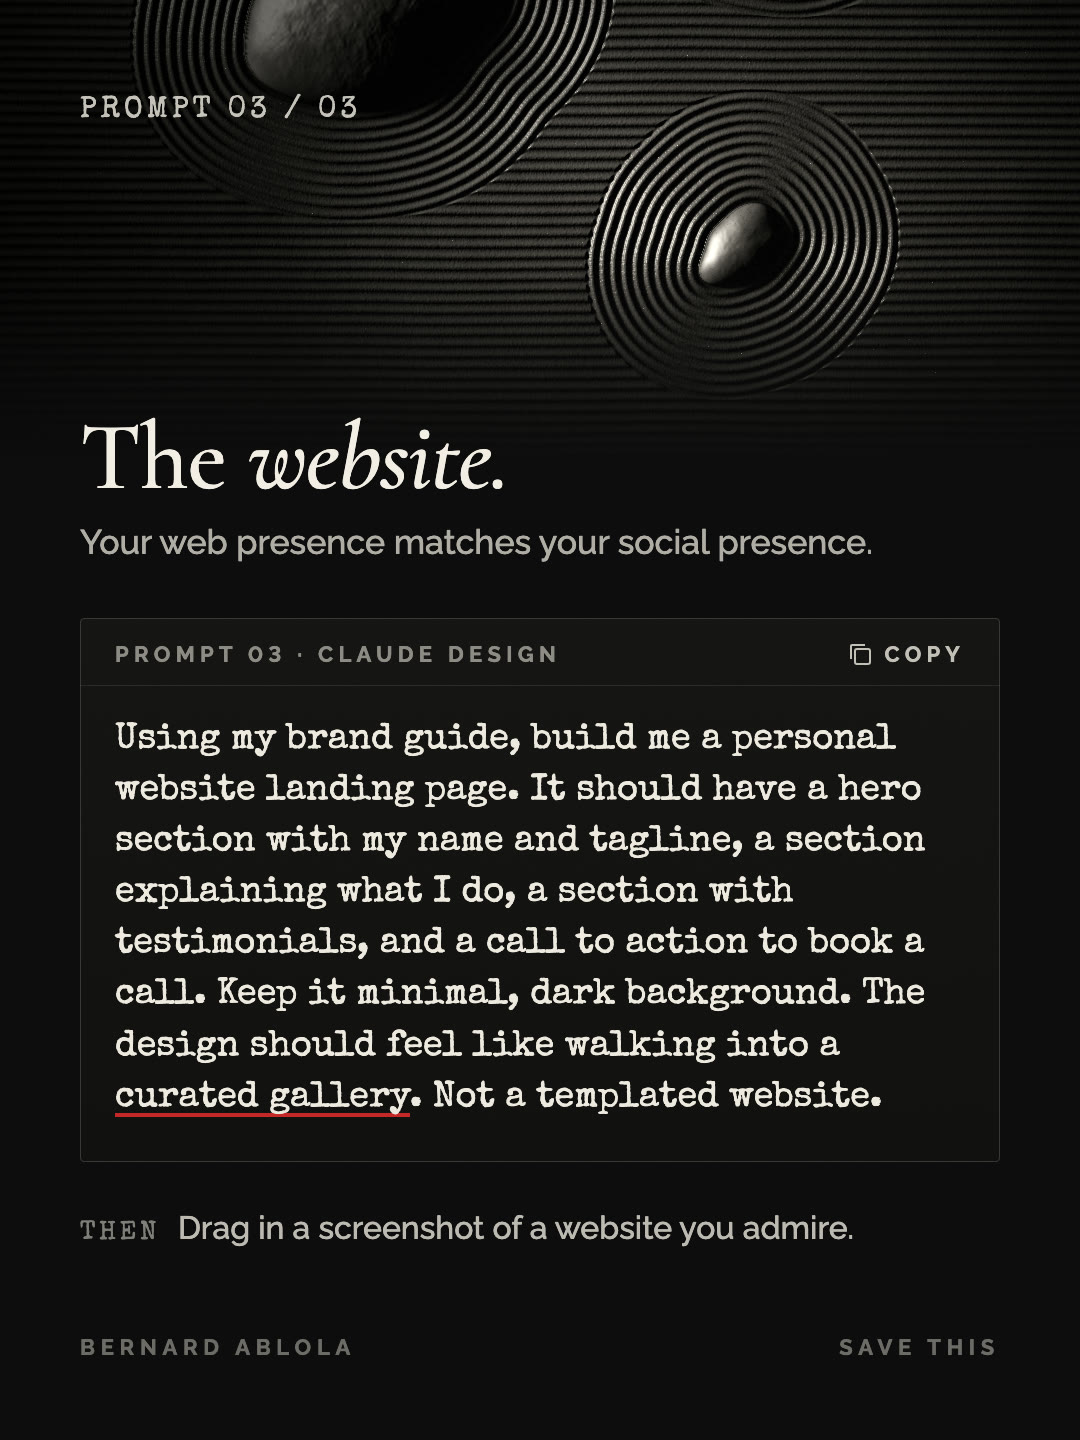 PROMPT 03 / 03
The website.
Your web presence matches your social presence.
PROMPT 03 · CLAUDE DESIGN
COPY
Using my brand guide, build me a personal
website landing page. It should have a hero
section with my name and tagline, a section
explaining what I do, a section with
testimonials, and a call to action to book a
call. Keep it minimal, dark background. The
design should feel like walking into a
curated gallery. Not a templated website.
THEN Drag in a screenshot of a website you admire.
BERNARD ABLOLA
SAVE THIS